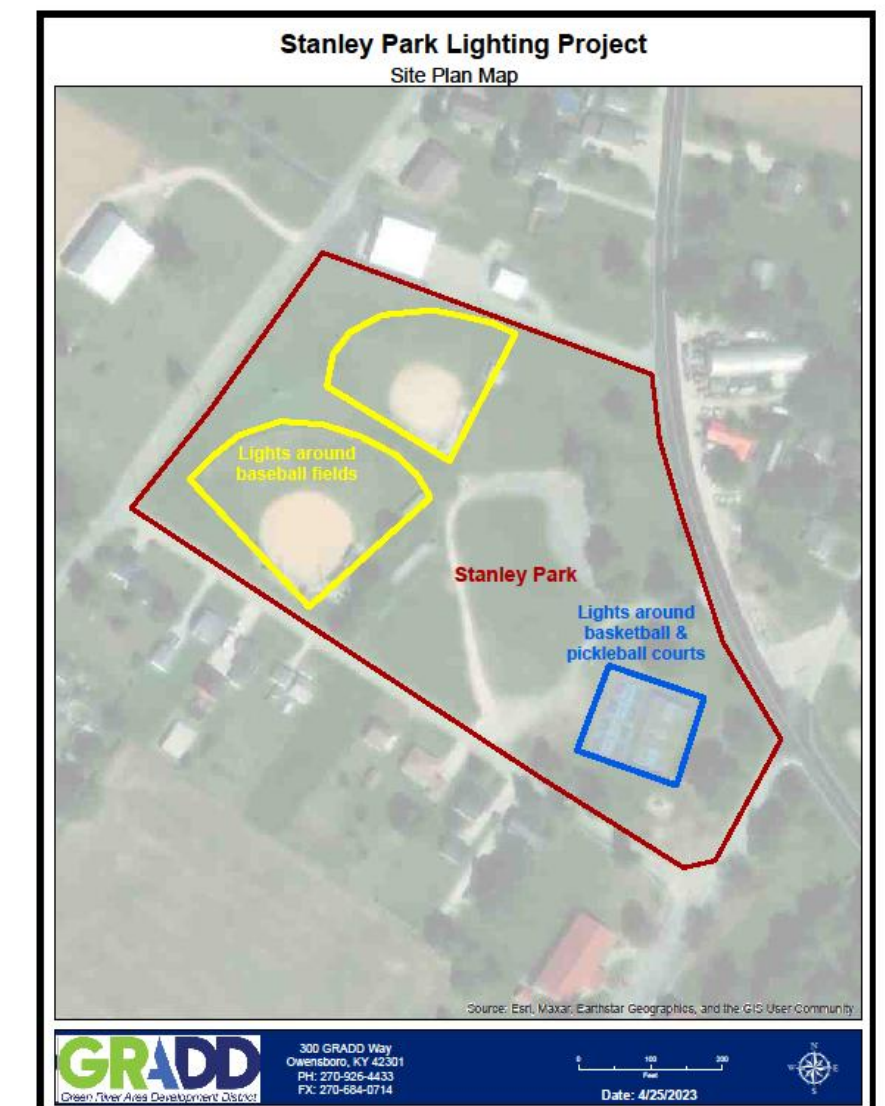 Stanley Park Lighting Project
Site Plan Map
Lights around
baseball fields
Stanley Park
Lights around
basketball &
pickleball courts
Source: Esri, Maxar, Earthstar Geographics, and the GIS User Community
GRADD
Green River Area Development District
300 GRADD Way
Owensboro, KY 42301
PH: 270-926-4433
FX: 270-684-0714
0 100 200
Feet
Date: 4/25/2023
N
W E
S